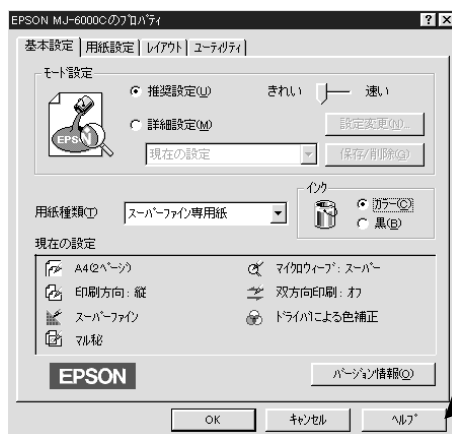 EPSON MJ-6000Cのプロパティ
基本設定 用紙設定 レイアウト ユーティリティ
モード設定
推奨設定(U) きれい 速い
詳細設定(M) 設定変更(N)...
現在の設定 保存/削除(G)
EPSON
用紙種類(T) スーパーファイン専用紙
インク
カラー(C)
黒(B)
現在の設定
A4(2ページ) マイクロウィーブ: スーパー
印刷方向: 縦 双方向印刷: オフ
スーパーファイン ドライバによる色補正
マル秘
EPSON バージョン情報(O)
OK キャンセル ヘルプ